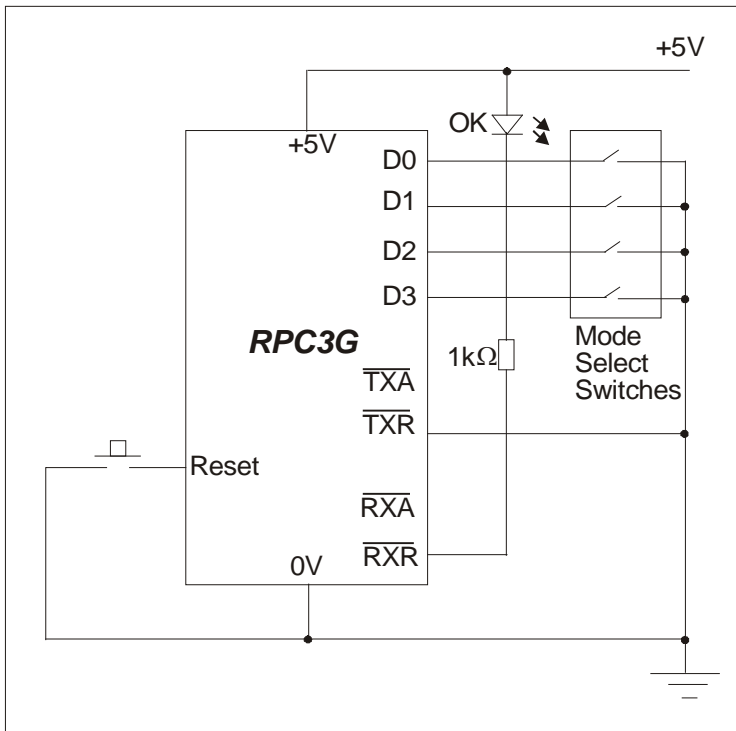 +5V
+5V
OK
D0
D1
D2
D3
RPC3G
Mode
Select
Switches
1kΩ
TXA
TXR
Reset
RXA
RXR
0V